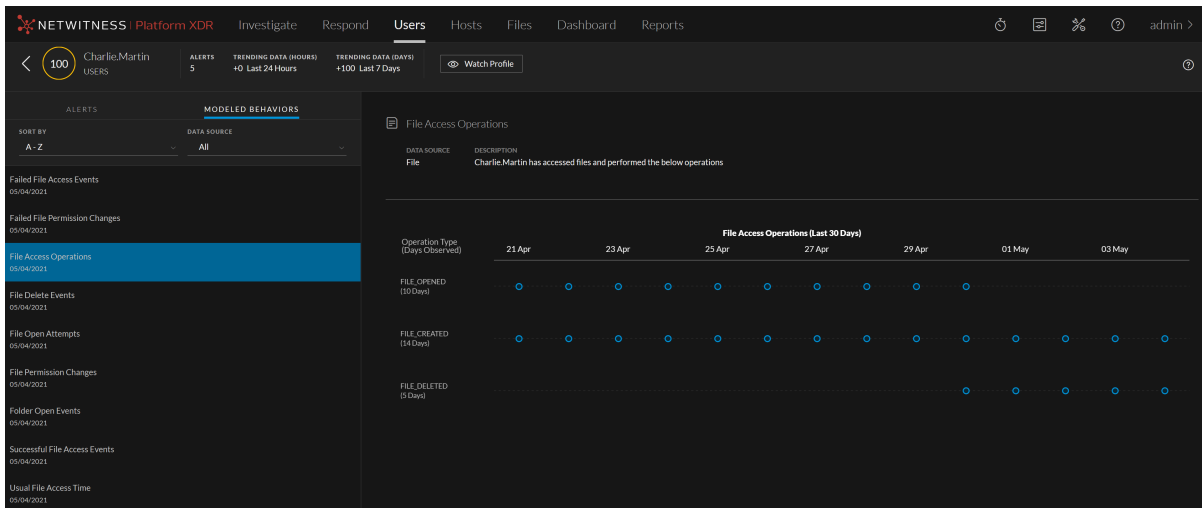 NETWITNESS | Platform XDR Investigate Respond Users Hosts Files Dashboard Reports admin >
100 Charlie.Martin USERS
ALERTS 5
TRENDING DATA (HOURS) +0 Last 24 Hours
TRENDING DATA (DAYS) +100 Last 7 Days
Watch Profile
ALERTS MODELED BEHAVIORS
SORT BY DATA SOURCE
A - Z All
Failed File Access Events
05/04/2021
Failed File Permission Changes
05/04/2021
File Access Operations
05/04/2021
File Delete Events
05/04/2021
File Open Attempts
05/04/2021
File Permission Changes
05/04/2021
Folder Open Events
05/04/2021
Successful File Access Events
05/04/2021
Usual File Access Time
05/04/2021
File Access Operations
DATA SOURCE DESCRIPTION
File Charlie.Martin has accessed files and performed the below operations
File Access Operations (Last 30 Days)
Operation Type
(Days Observed)
21 Apr 23 Apr 25 Apr 27 Apr 29 Apr 01 May 03 May
FILE_OPENED
(10 Days)
FILE_CREATED
(14 Days)
FILE_DELETED
(5 Days)